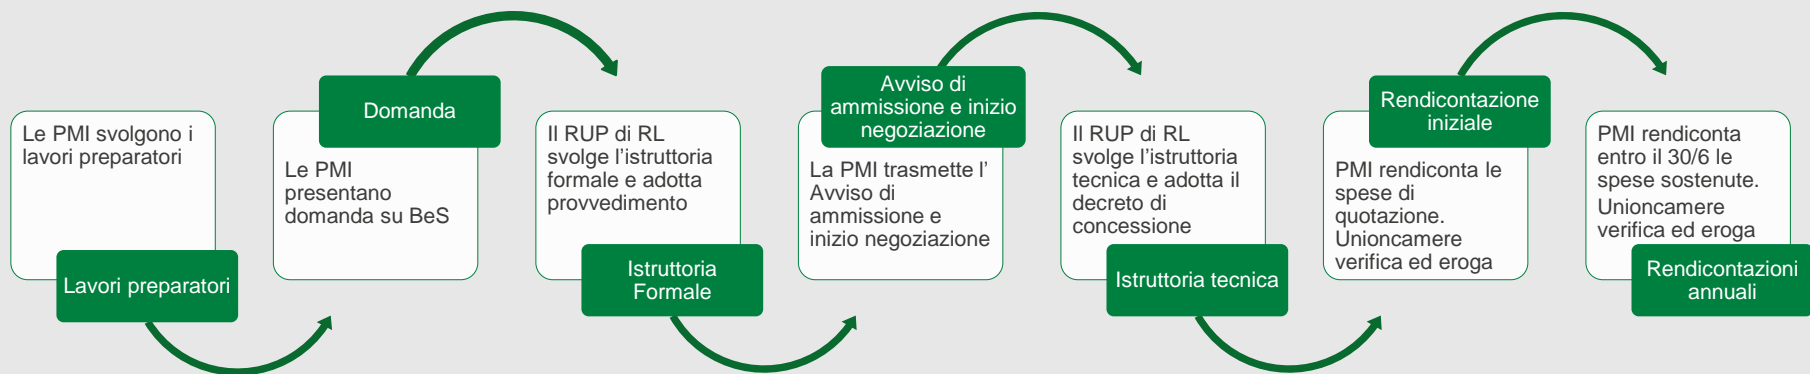 Le PMI svolgono i
lavori preparatori
Lavori preparatori
Domanda
Le PMI
presentano
domanda su BeS
Il RUP di RL
svolge l'istruttoria
formale e adotta
provvedimento
Istruttoria
Formale
Avviso di
ammissione e inizio
negoziazione
La PMI trasmette l'
Avviso di
ammissione e
inizio negoziazione
Il RUP di RL
svolge l'istruttoria
tecnica e adotta il
decreto di
concessione
Istruttoria tecnica
Rendicontazione
iniziale
PMI rendiconta le
spese di
quotazione.
Unioncamere
verifica ed eroga
PMI rendiconta
entro il 30/6 le
spese sostenute.
Unioncamere
verifica ed eroga
Rendicontazioni
annuali